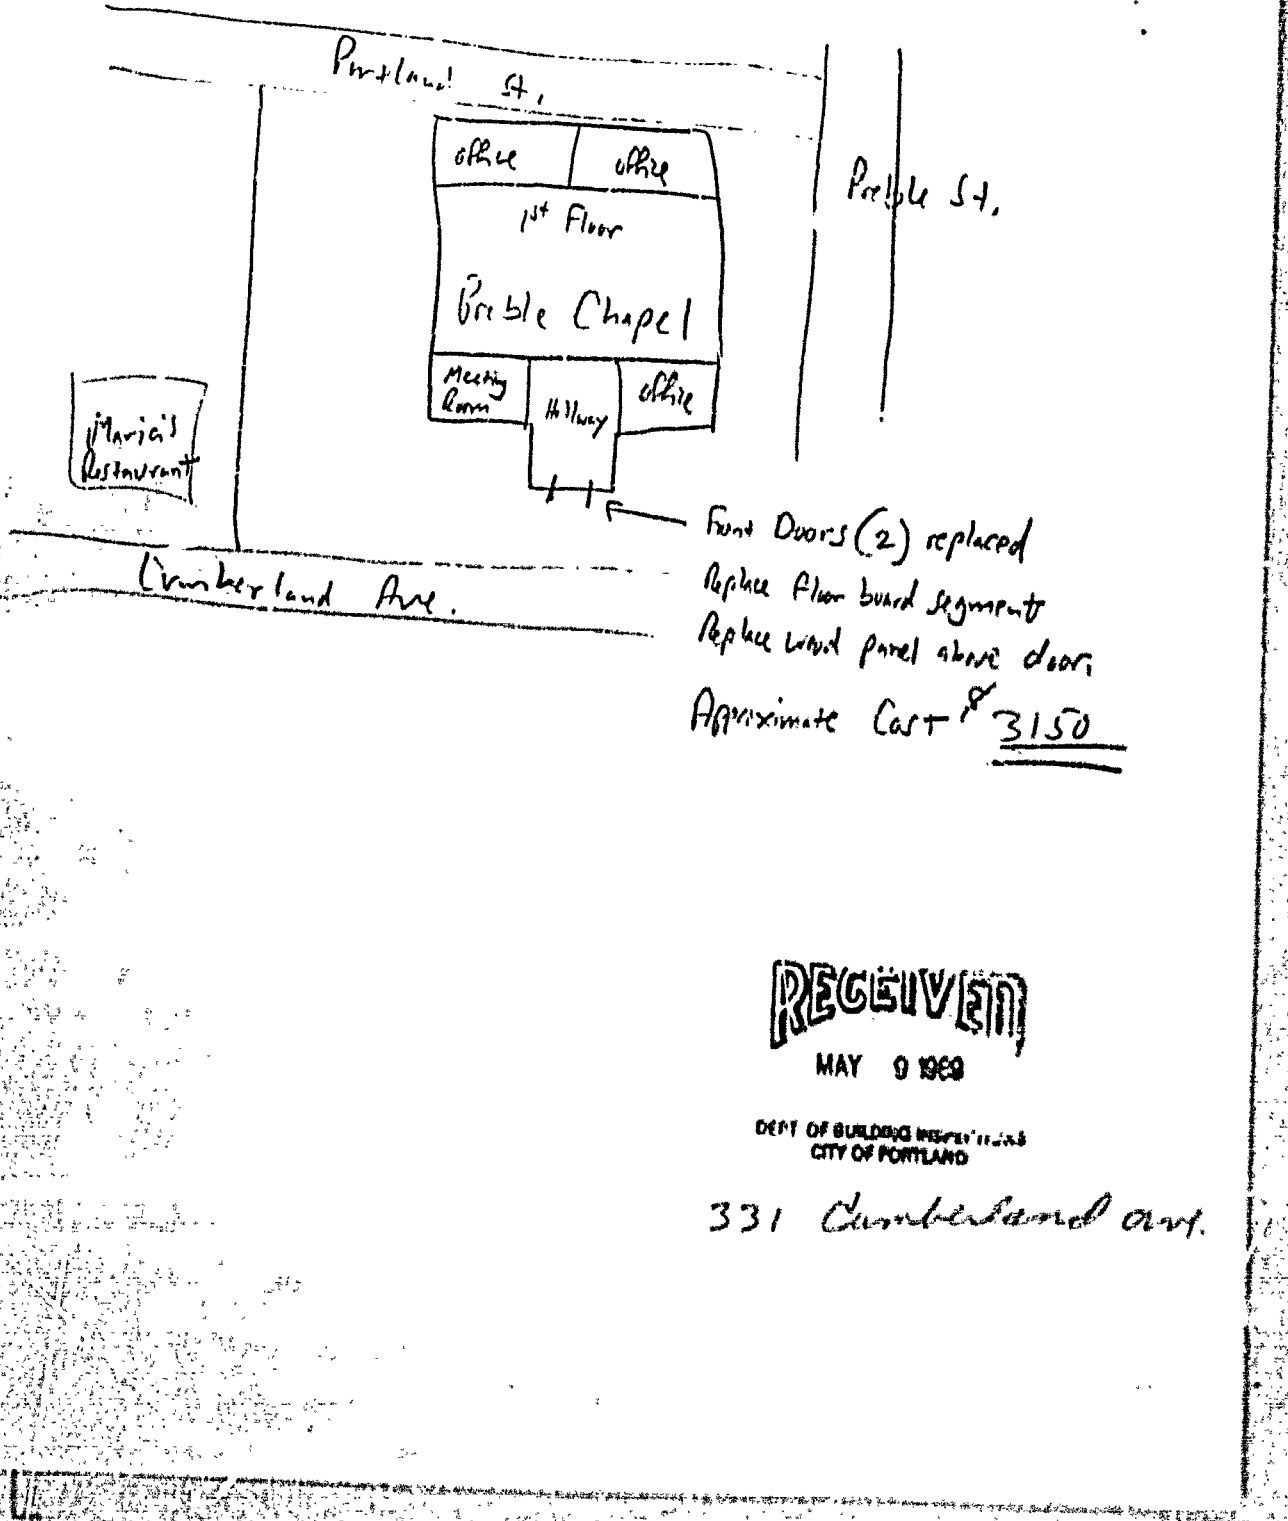 Portland St.
office
office
Preble St.
1st Floor
Preble Chapel
Meeting
Room
Hallway
office
Maria's
Restaurant
Front Doors (2) replaced
Replace Floor board segments
Replace wood panel above door,
Cumberland Ave.
Aproximate Cost $ 3150
RECEIVED
MAY 9 1989
DEPT OF BUILDING INSPECTIONS
CITY OF PORTLAND
331 Cumberland ave.